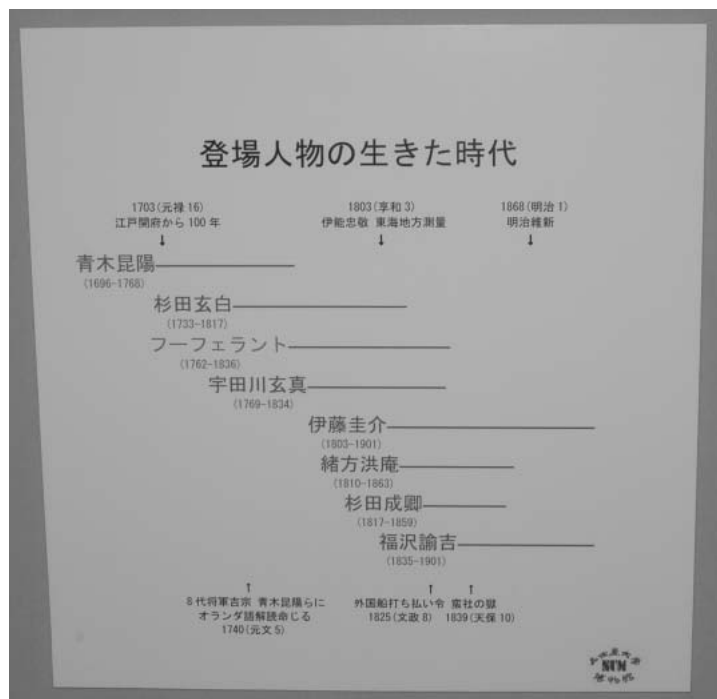 登場人物の生きた時代
1703(元禄16)
江戸開府から100年
↓
1803(享和3)
伊能忠敬 東海地方測量
↓
1868(明治1)
明治維新
↓
青木昆陽
(1696-1768)
杉田玄白
(1733-1817)
フーフェラント
(1762-1836)
宇田川玄真
(1769-1834)
伊藤圭介
(1803-1901)
緒方洪庵
(1810-1863)
杉田成卿
(1817-1859)
福沢諭吉
(1835-1901)
↑
8代将軍吉宗 青木昆陽らに
オランダ語解読命じる
1740(元文5)
↑
外国船打ち払い令
1825(文政8)
↑
蛮社の獄
1839(天保10)